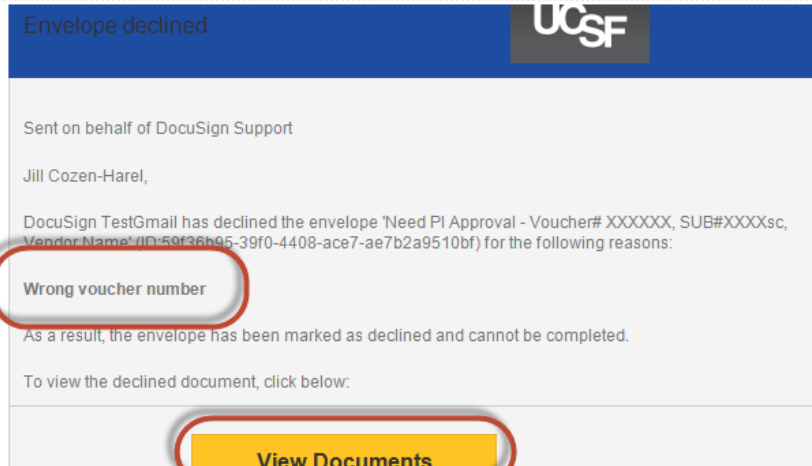 Envelope declined
UCSF
Sent on behalf of DocuSign Support
Jill Cozen-Harel,
DocuSign TestGmail has declined the envelope 'Need PI Approval - Voucher# XXXXXX, SUB#XXXXsc,
Vendor Name' (ID:59f36b95-39f0-4408-ace7-ae7b2a9510bf) for the following reasons:
Wrong voucher number
As a result, the envelope has been marked as declined and cannot be completed.
To view the declined document, click below:
View Documents